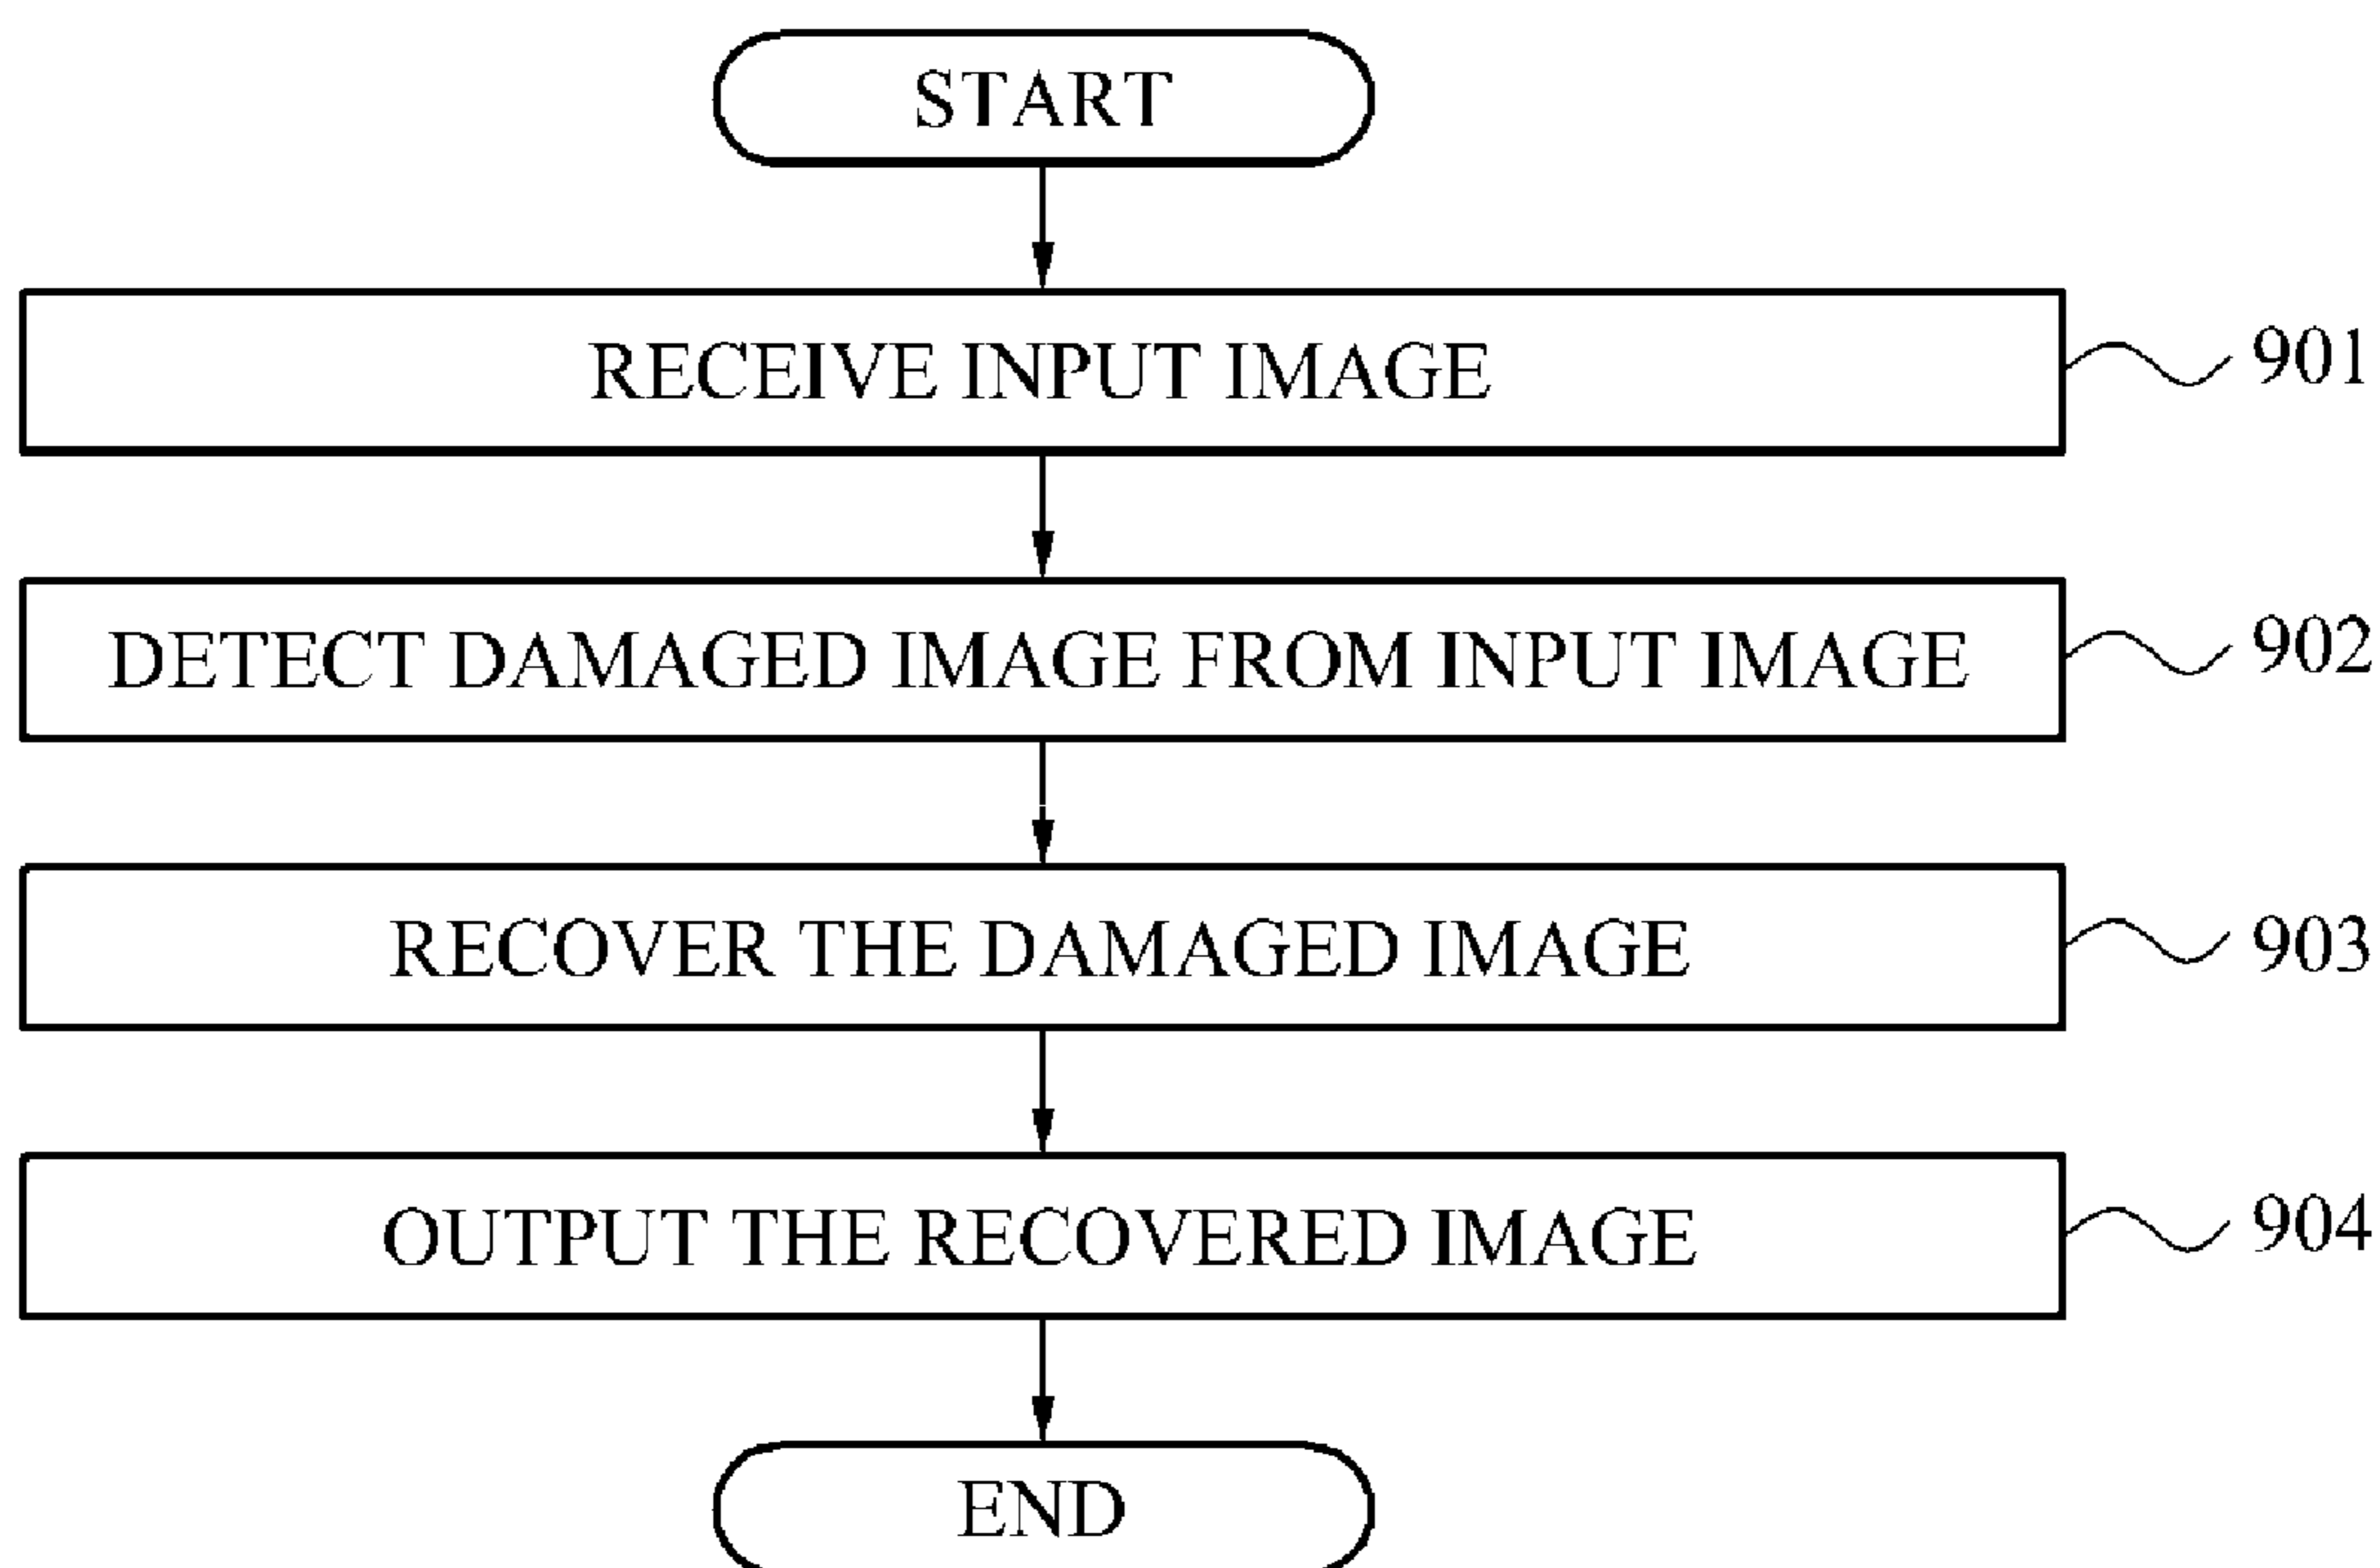 START
RECEIVE INPUT IMAGE
901
DETECT DAMAGED IMAGE FROM INPUT IMAGE
902
RECOVER THE DAMAGED IMAGE
903
OUTPUT THE RECOVERED IMAGE
904
END